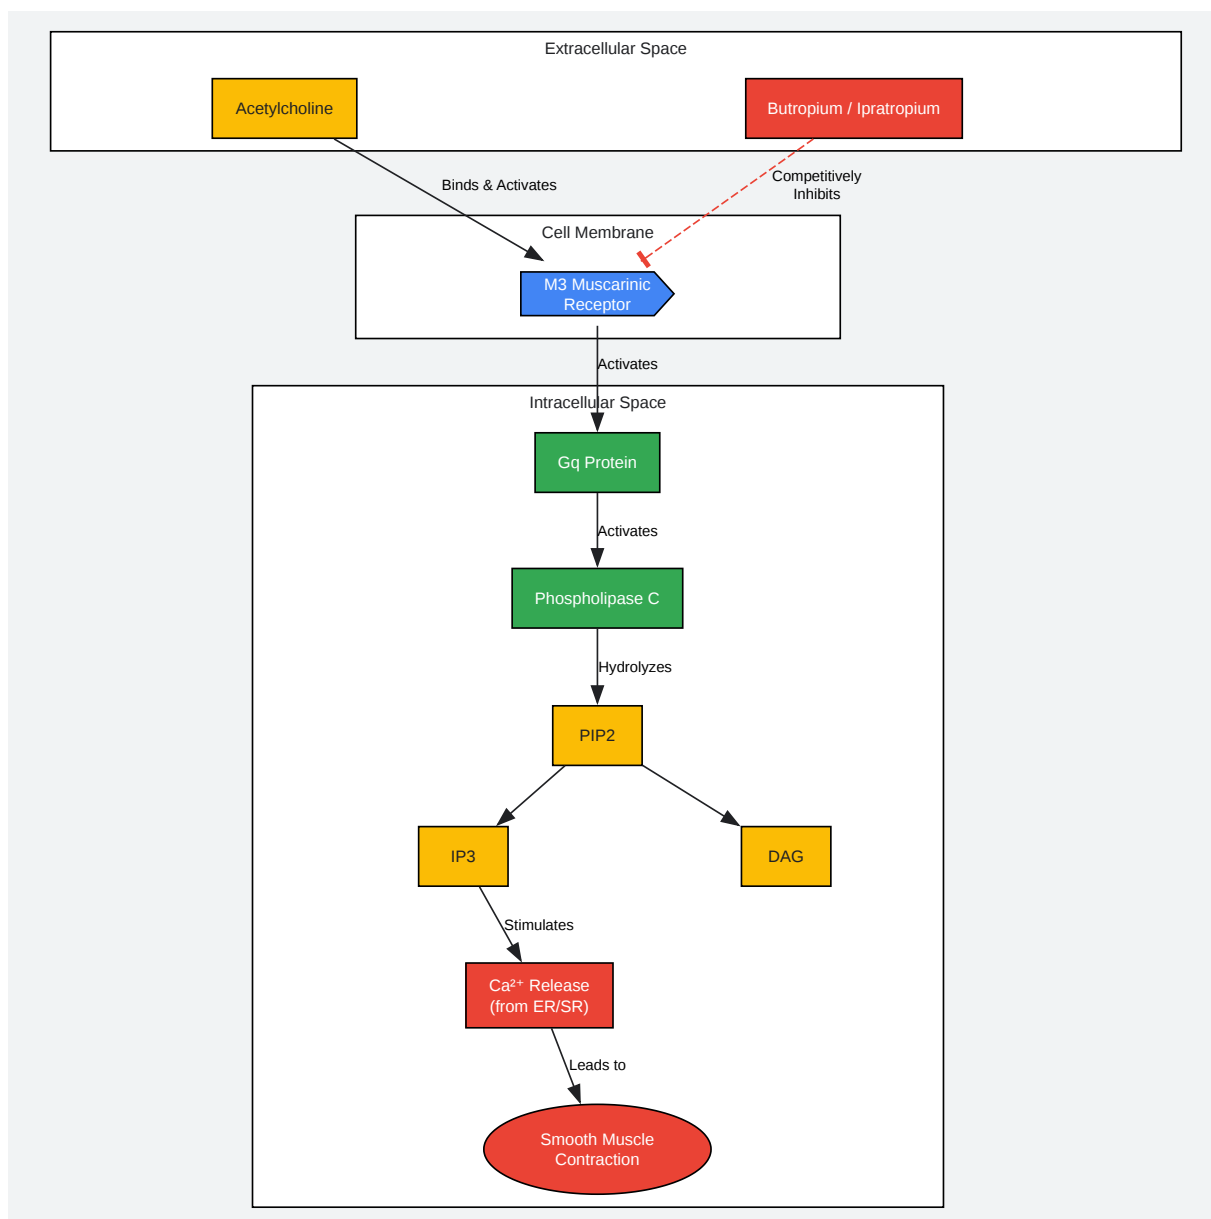 Extracellular Space
Acetylcholine
Butropium / Ipratropium
Binds & Activates
Competitively
Inhibits
Cell Membrane
M3 Muscarinic
Receptor
Activates
Intracellular Space
Gq Protein
Activates
Phospholipase C
Hydrolyzes
PIP2
IP3
DAG
Stimulates
Ca²⁺ Release
(from ER/SR)
Leads to
Smooth Muscle
Contraction